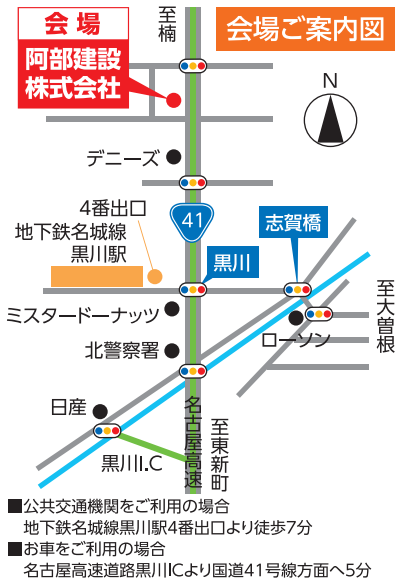 会場ご案内図
至楠
会場
阿部建設
株式会社
N
デニーズ
4番出口
地下鉄名城線
黒川駅
41
志賀橋
黒川
至大曽根
ミスタードーナッツ
ローソン
北警察署
日産
名古屋高速
至東新町
黒川I.C
■公共交通機関をご利用の場合
地下鉄名城線黒川駅4番出口より徒歩7分
■お車をご利用の場合
名古屋高速道路黒川ICより国道41号線方面へ5分